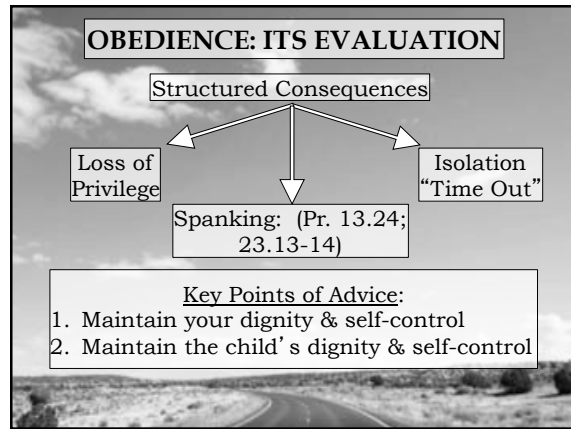 OBEDIENCE: ITS EVALUATION
Structured Consequences
Loss of
Privilege
Isolation
“Time Out”
Spanking:  (Pr. 13.24;
23.13-14)
Key Points of Advice:
1.  Maintain your dignity & self-control
2.  Maintain the child’s dignity & self-control